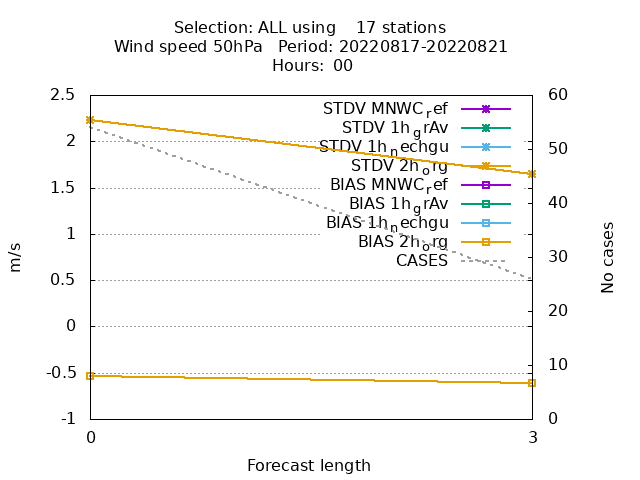 Selection: ALL using    17 stations
Wind speed 50hPa   Period: 20220817-20220821
Hours:  00
2.5
2
1.5
1
0.5
0
-0.5
-1
m/s
STDV MNWC_ref
STDV 1h_grAv
STDV 1h_nechgu
STDV 2h_org
BIAS MNWC_ref
BIAS 1h_grAv
BIAS 1h_nechgu
BIAS 2h_org
CASES
60
50
40
30
20
10
0
No cases
0
3
Forecast length